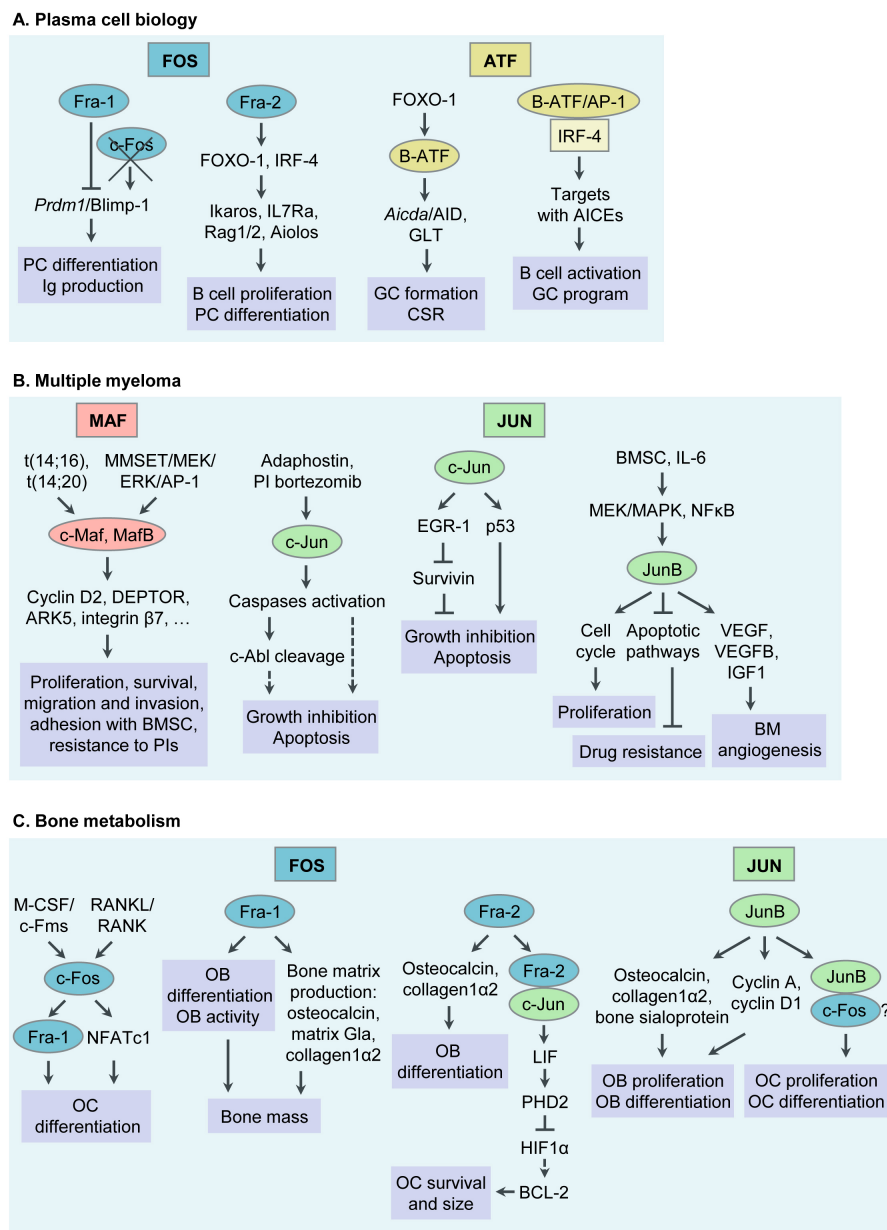 A. Plasma cell biology
FOS
Fra-1
c-Fos
Prdm1/Blimp-1
PC differentiation
Ig production
Fra-2
FOXO-1, IRF-4
Ikaros, IL7Ra,
Rag1/2, Aiolos
B cell proliferation
PC differentiation
ATF
FOXO-1
B-ATF
Aicda/AID,
GLT
GC formation
CSR
B-ATF/AP-1
IRF-4
Targets
with AICEs
B cell activation
GC program
B. Multiple myeloma
MAF
t(14;16),
t(14;20)
MMSET/MEK/
ERK/AP-1
c-Maf, MafB
Cyclin D2, DEPTOR,
ARK5, integrin β7, …
Proliferation, survival,
migration and invasion,
adhesion with BMSC,
resistance to PIs
JUN
Adaphostin,
PI bortezomib
c-Jun
Caspases activation
c-Abl cleavage
Growth inhibition
Apoptosis
c-Jun
EGR-1
p53
Survivin
Growth inhibition
Apoptosis
BMSC, IL-6
MEK/MAPK, NFκB
JunB
Cell
cycle
Apoptotic
pathways
VEGF,
VEGFB,
IGF1
Proliferation
Drug resistance
BM
angiogenesis
C. Bone metabolism
FOS
M-CSF/
c-Fms
RANKL/
RANK
c-Fos
Fra-1
NFATc1
OC
differentiation
Fra-1
OB
differentiation
OB activity
Bone matrix
production:
osteocalcin,
matrix Gla,
collagen1α2
Bone mass
Fra-2
Osteocalcin,
collagen1α2
OB
differentiation
Fra-2
c-Jun
LIF
PHD2
HIF1α
BCL-2
OC survival
and size
JUN
JunB
Osteocalcin,
collagen1α2,
bone sialoprotein
Cyclin A,
cyclin D1
JunB
c-Fos
?
OB proliferation
OB differentiation
OC proliferation
OC differentiation